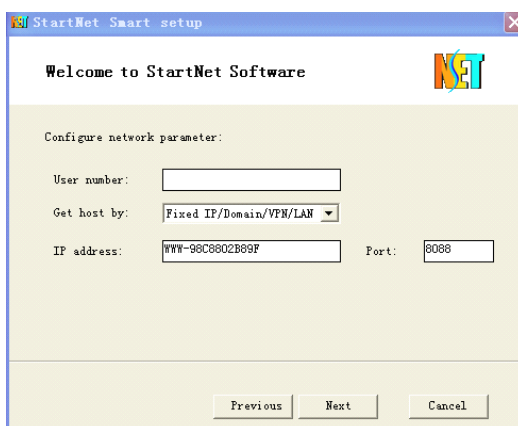 StartNet Smart setup
Welcome to StartNet Software
NSET
Configure network parameter:
User number:
Get host by: Fixed IP/Domain/VPN/LAN
IP address: WWW-98C8802B89F Port: 8088
Previous Next Cancel